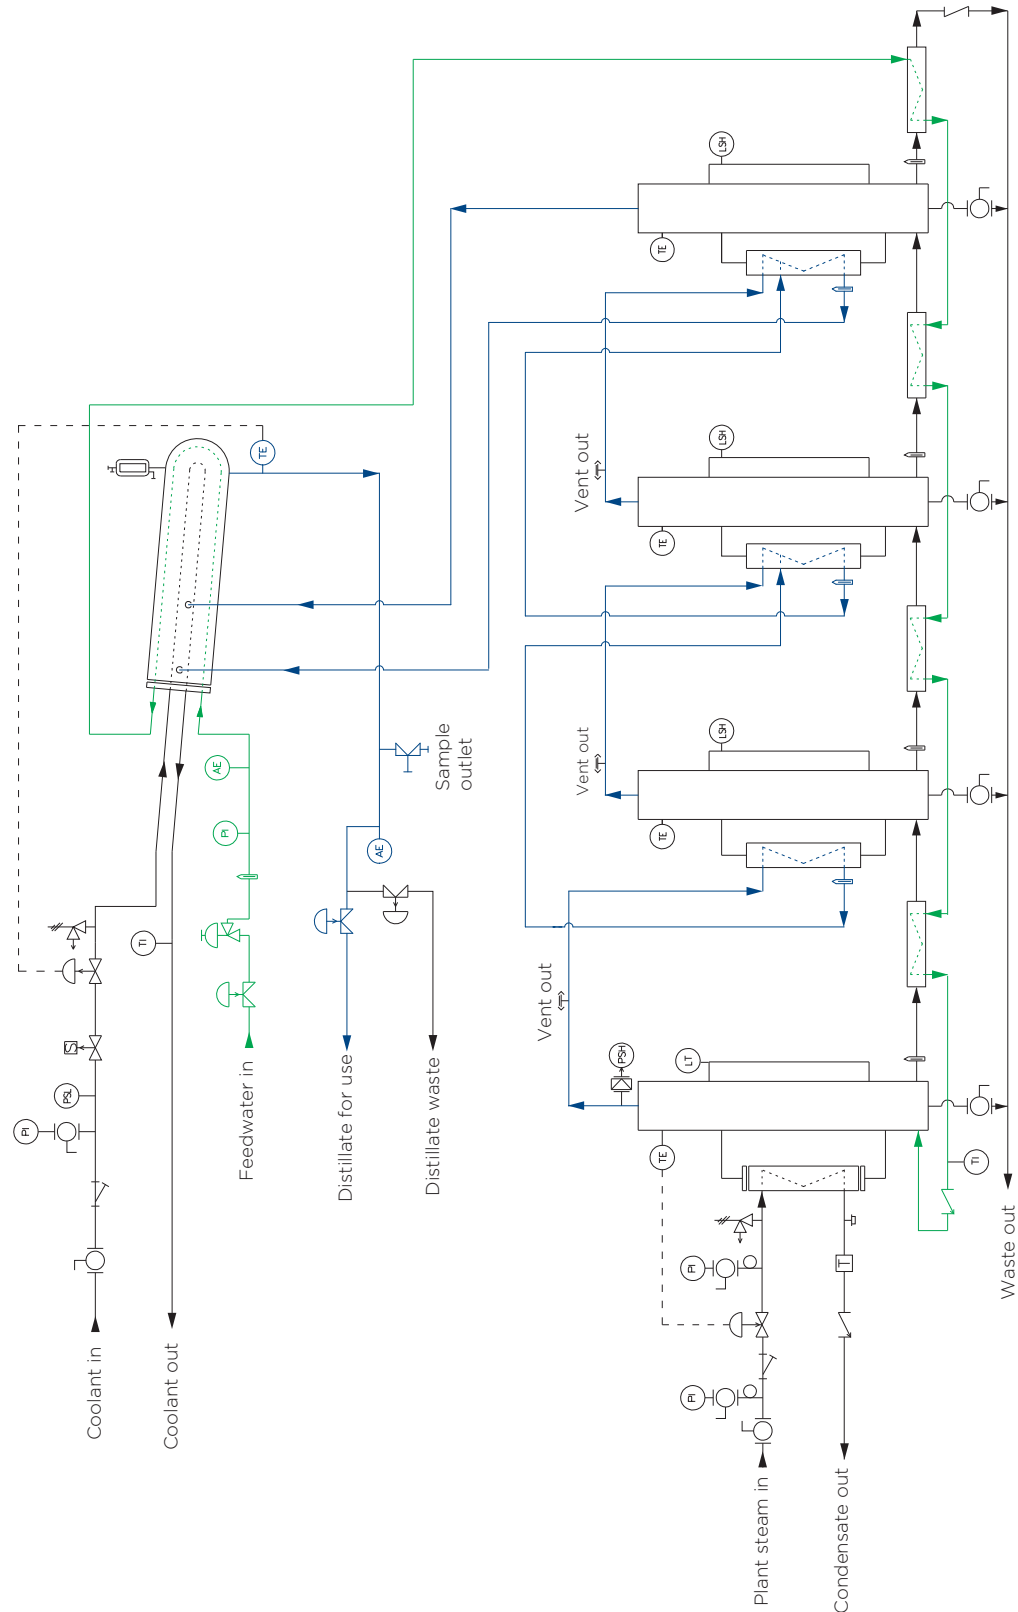 LSH
TE
Vent out
LSH
TE
TE
Sample
outlet
Vent out
LSH
TE
AE
PI
AE
TI
Vent out
S
PSL
PI
PSH
LT
TE
TI
Feedwater in
Distillate for use
Distillate waste
Waste out
PI
T
PI
Coolant in
Coolant out
Plant steam in
Condensate out